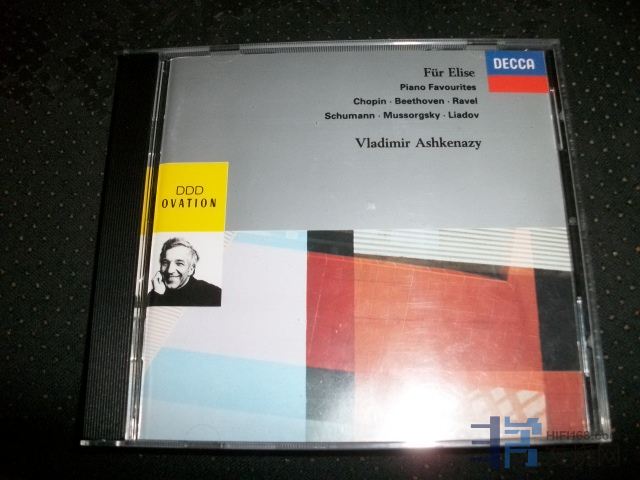 Für Elise
DECCA
Piano Favourites
Chopin · Beethoven · Ravel
Schumann · Mussorgsky · Liadov
Vladimir Ashkenazy
DDD
OVATION